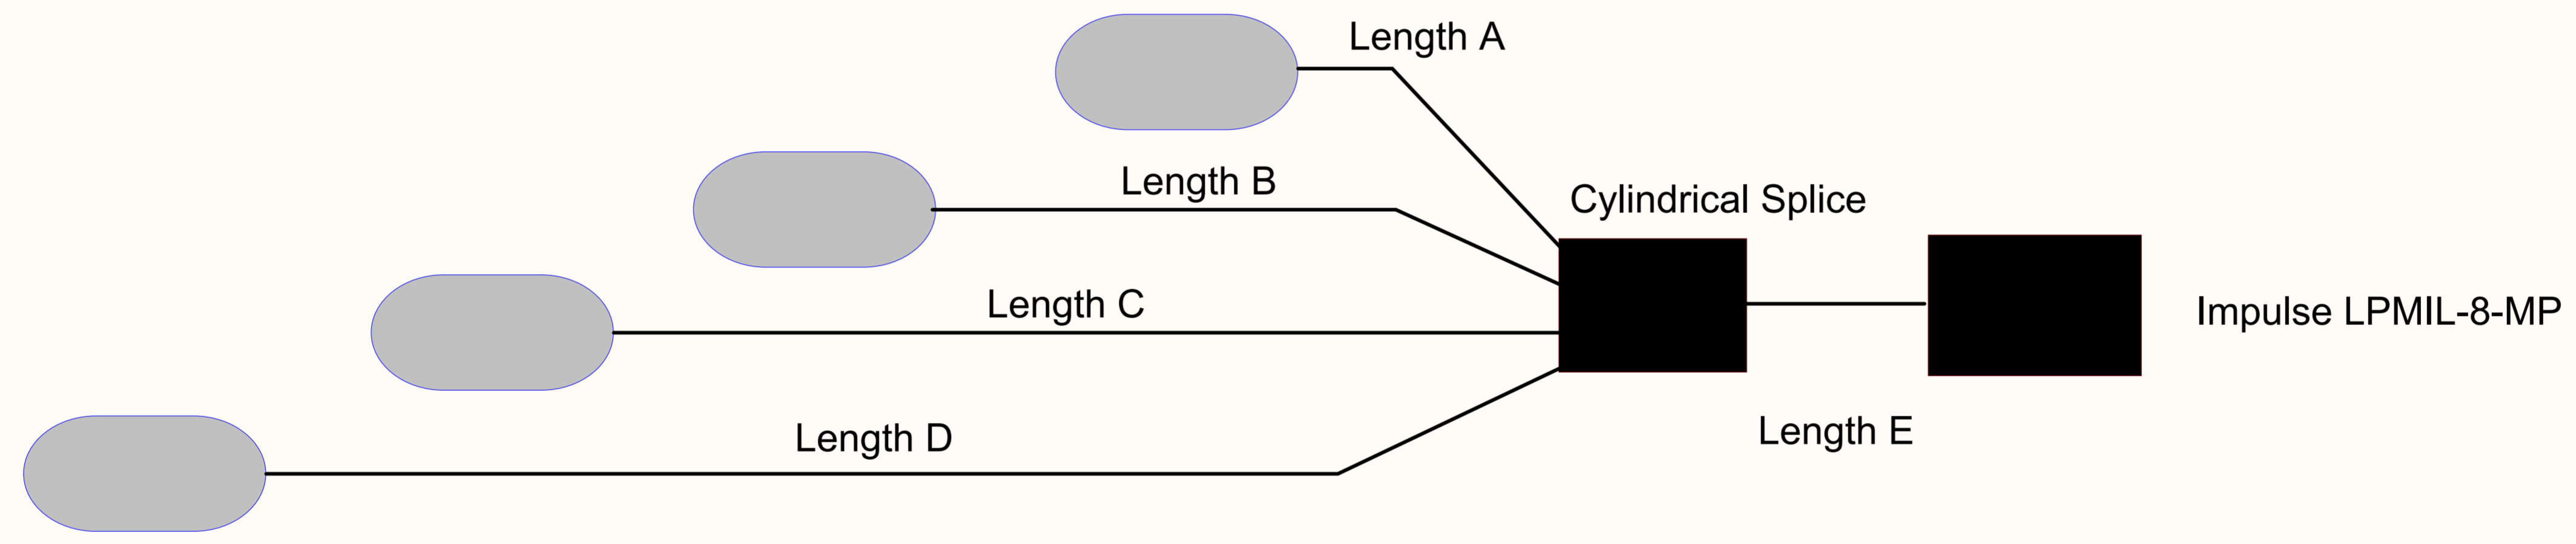 Length A
Length B
Cylindrical Splice
Length C
Impulse LPMIL-8-MP
Length D
Length E